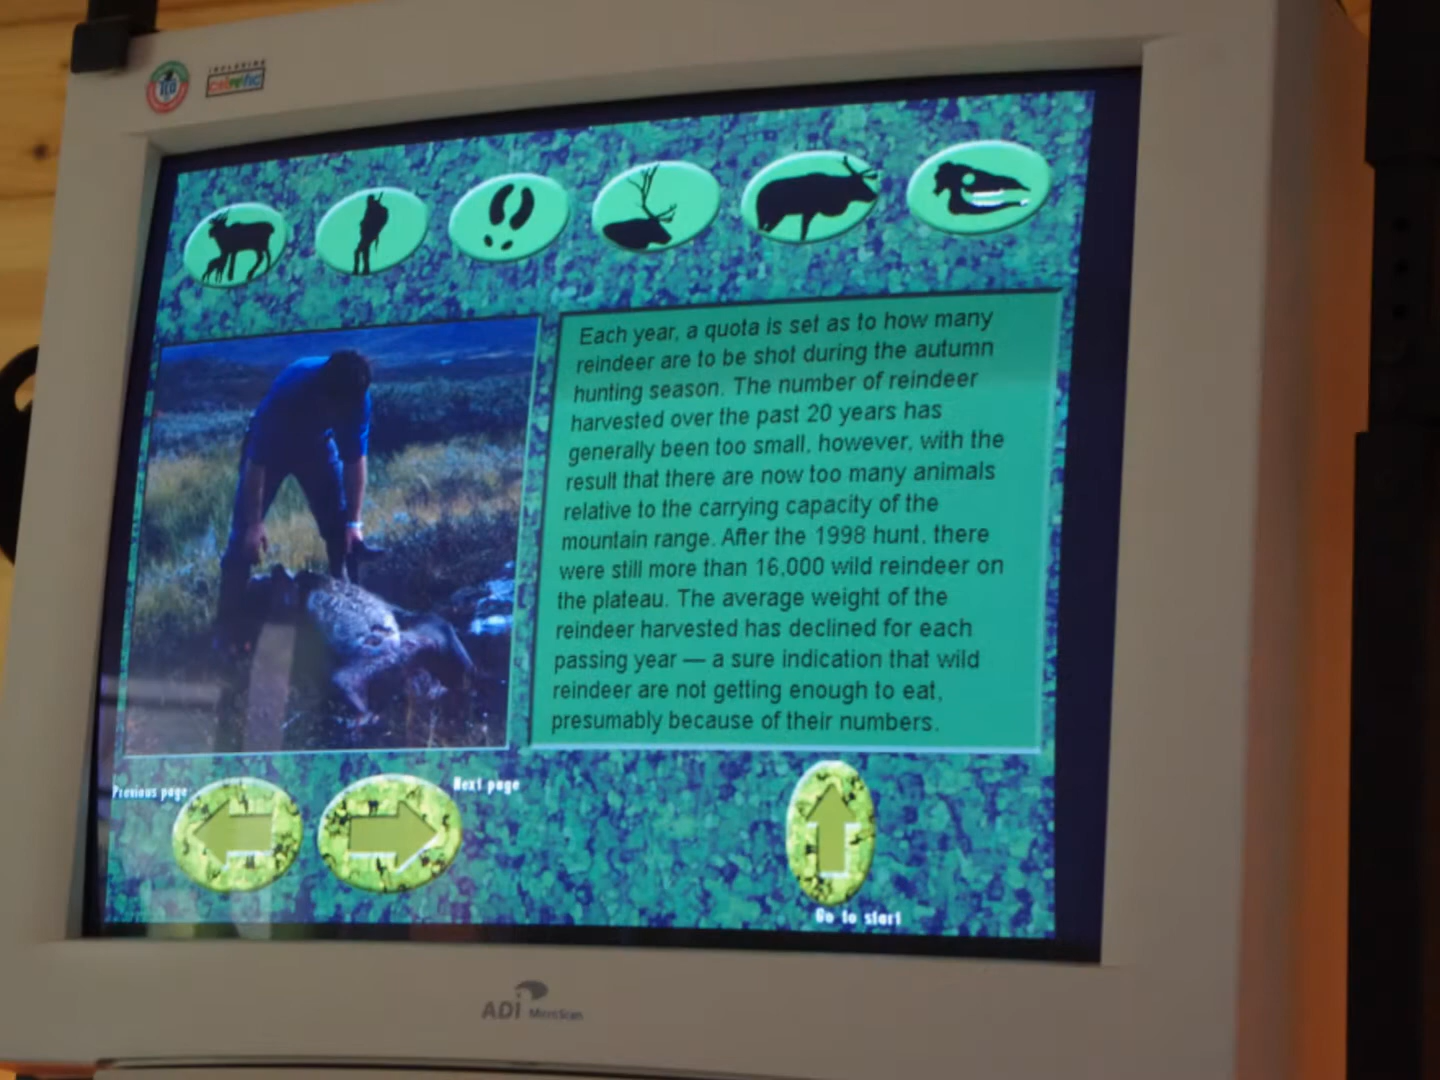 TCO
INCLUDING
Each year, a quota is set as to how many
reindeer are to be shot during the autumn
hunting season. The number of reindeer
harvested over the past 20 years has
generally been too small, however, with the
result that there are now too many animals
relative to the carrying capacity of the
mountain range. After the 1998 hunt, there
were still more than 16,000 wild reindeer on
the plateau. The average weight of the
reindeer harvested has declined for each
passing year — a sure indication that wild
reindeer are not getting enough to eat,
presumably because of their numbers.
Previous page
Next page
Go to start
ADI MicroScan